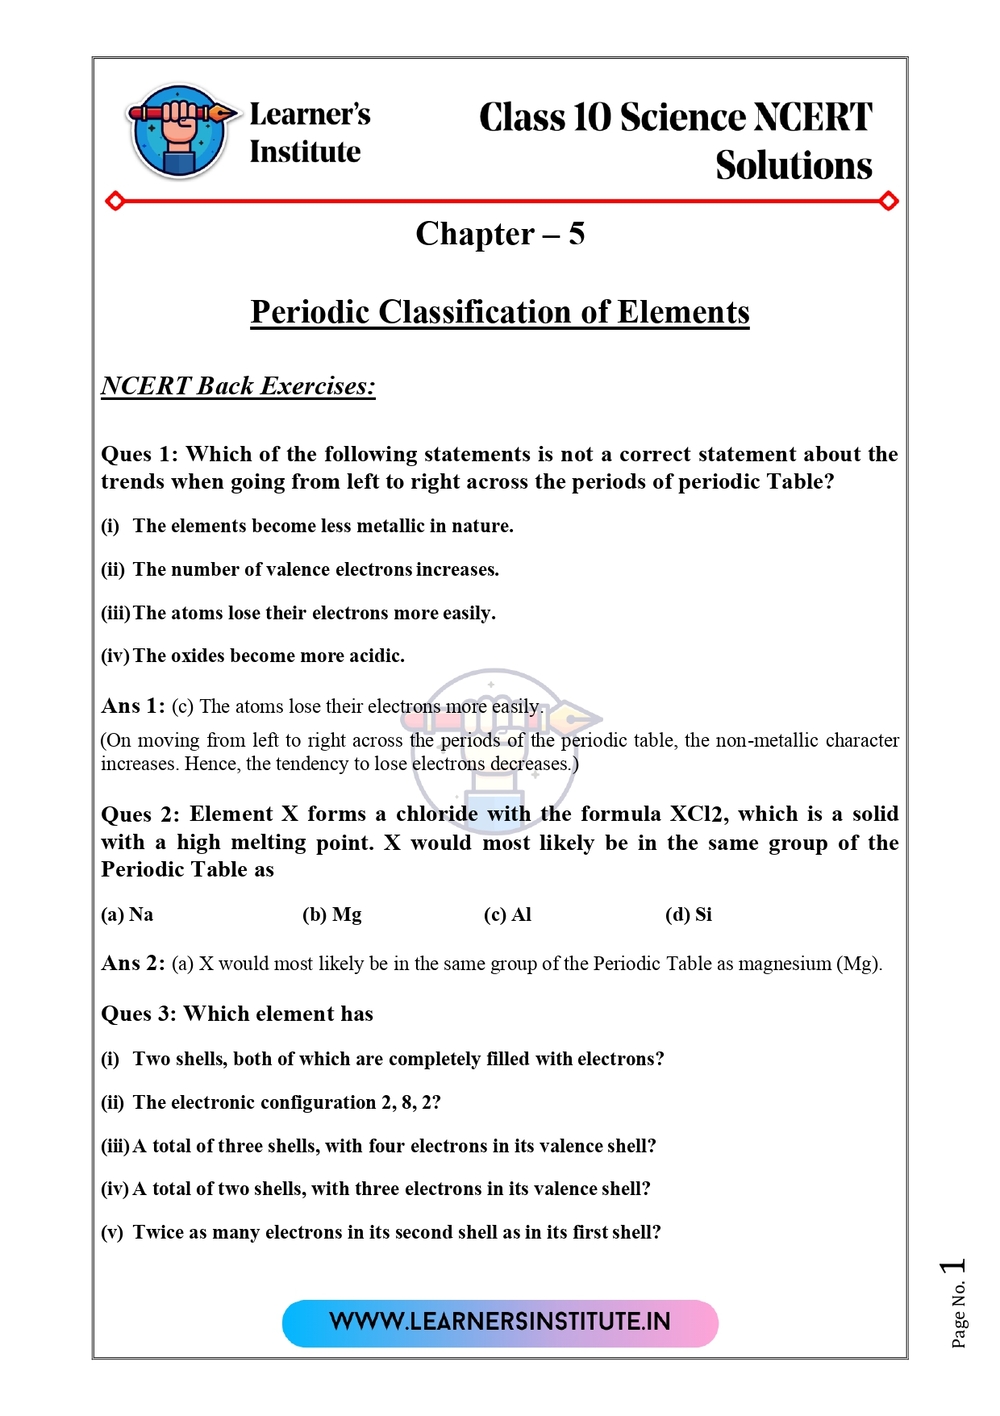 Learner's
Institute
Class 10 Science NCERT
Solutions
Chapter – 5
Periodic Classification of Elements
NCERT Back Exercises:
Ques 1: Which of the following statements is not a correct statement about the
trends when going from left to right across the periods of periodic Table?
(i) The elements become less metallic in nature.
(ii) The number of valence electrons increases.
(iii) The atoms lose their electrons more easily.
(iv) The oxides become more acidic.
Ans 1: (c) The atoms lose their electrons more easily.
(On moving from left to right across the periods of the periodic table, the non-metallic character
increases. Hence, the tendency to lose electrons decreases.)
Ques 2: Element X forms a chloride with the formula XCl2, which is a solid
with a high melting point. X would most likely be in the same group of the
Periodic Table as
(a) Na (b) Mg (c) Al (d) Si
Ans 2: (a) X would most likely be in the same group of the Periodic Table as magnesium (Mg).
Ques 3: Which element has
(i) Two shells, both of which are completely filled with electrons?
(ii) The electronic configuration 2, 8, 2?
(iii) A total of three shells, with four electrons in its valence shell?
(iv) A total of two shells, with three electrons in its valence shell?
(v) Twice as many electrons in its second shell as in its first shell?
WWW.LEARNERSINSTITUTE.IN
Page No. 1